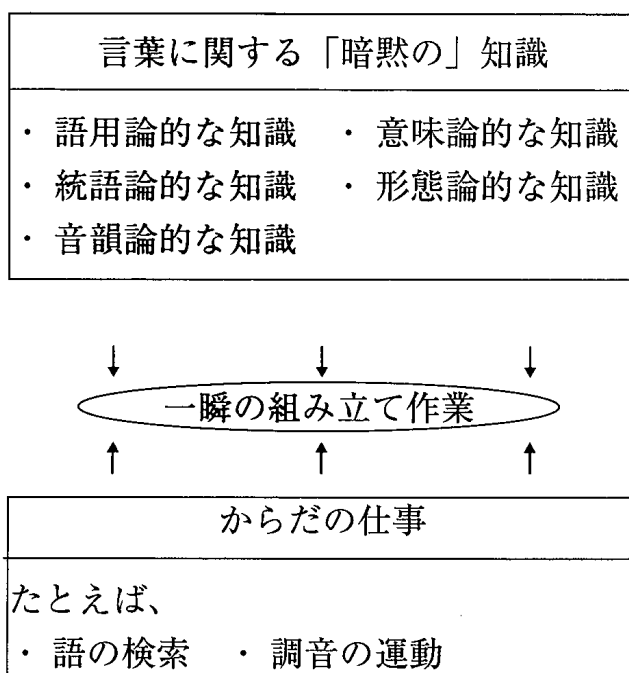 言葉に関する「暗黙の」知識
・ 語用論的な知識 ・ 意味論的な知識
・ 統語論的な知識 ・ 形態論的な知識
・ 音韻論的な知識
↓ ↓ ↓
一瞬の組み立て作業
↑ ↑ ↑
からだの仕事
たとえば、
・ 語の検索 ・ 調音の運動